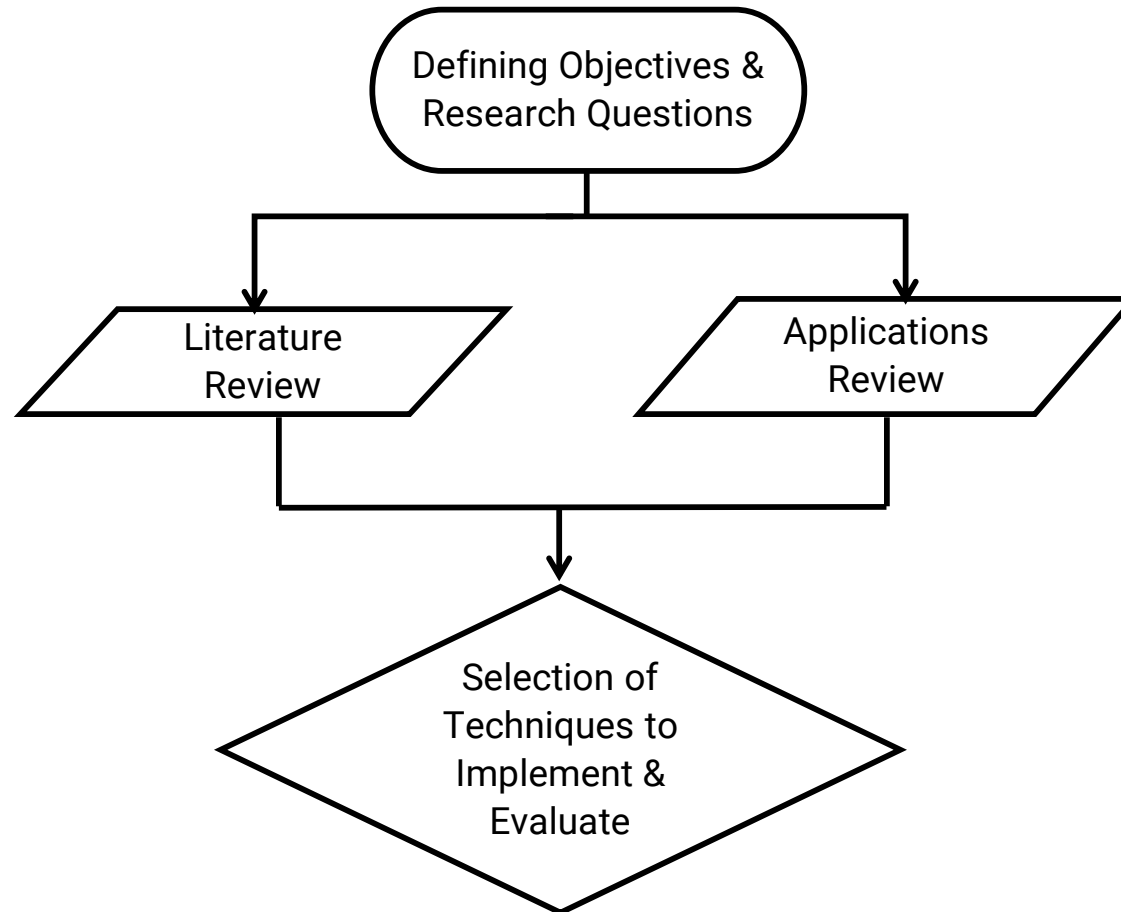 Defining Objectives &
Research Questions
Literature
Review
Applications
Review
Selection of
Techniques to
Implement &
Evaluate